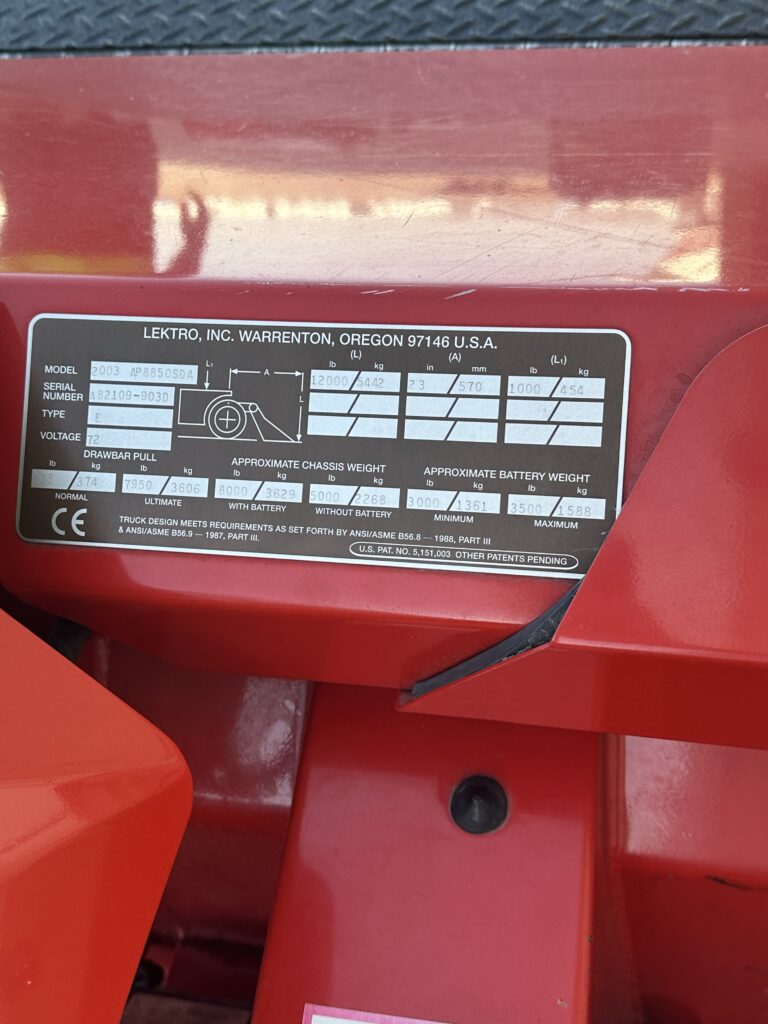 LEKTRO, INC. WARRENTON, OREGON 97146 U.S.A.
(L) (A) (L₁)
lb kg in mm lb kg
MODEL 2003 AP8850SDA L₁ A 12000 5442 23 570 1000 454
SERIAL NUMBER 82109-903D L
TYPE E
VOLTAGE 72
DRAWBAR PULL APPROXIMATE CHASSIS WEIGHT APPROXIMATE BATTERY WEIGHT
lb kg lb kg lb kg lb kg lb kg lb kg
374 7950 3606 8000 3629 5000 2268 3000 1361 3500 1588
NORMAL ULTIMATE WITH BATTERY WITHOUT BATTERY MINIMUM MAXIMUM
CE TRUCK DESIGN MEETS REQUIREMENTS AS SET FORTH BY ANSI/ASME B56.8 — 1988, PART III
& ANSI/ASME B56.9 — 1987, PART III.
U.S. PAT. NO. 5,151,003 OTHER PATENTS PENDING